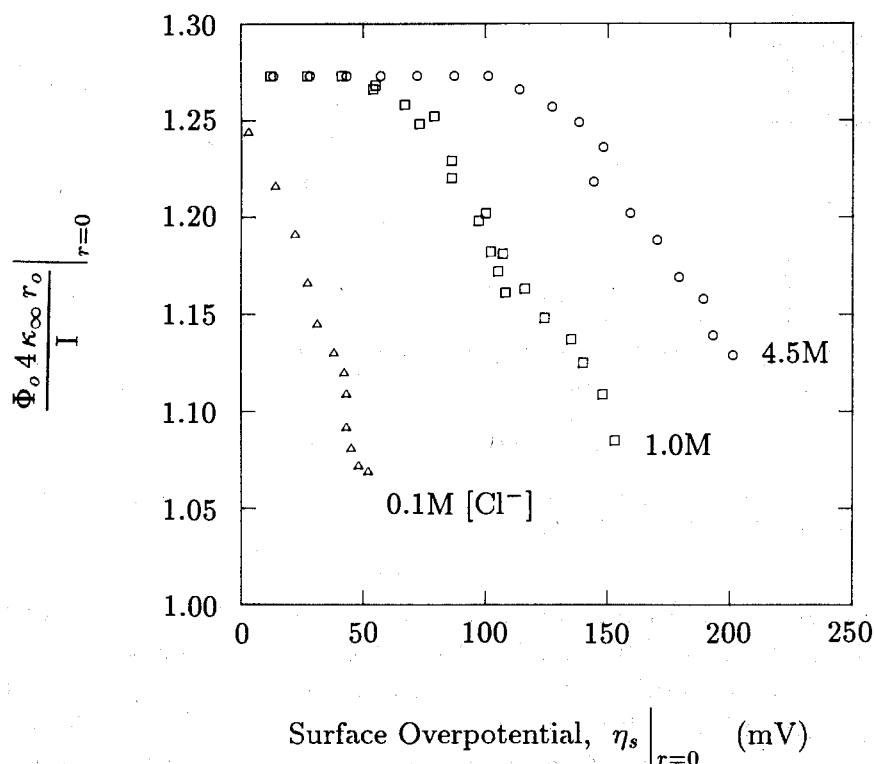 1.30
1.25
1.20
1.15
1.10
1.05
1.00
0 50 100 150 200 250
Φₒ 4 κ∞ rₒ
I
r=0
4.5M
1.0M
0.1M [Cl⁻]
Surface Overpotential, ηₛ|r=0 (mV)